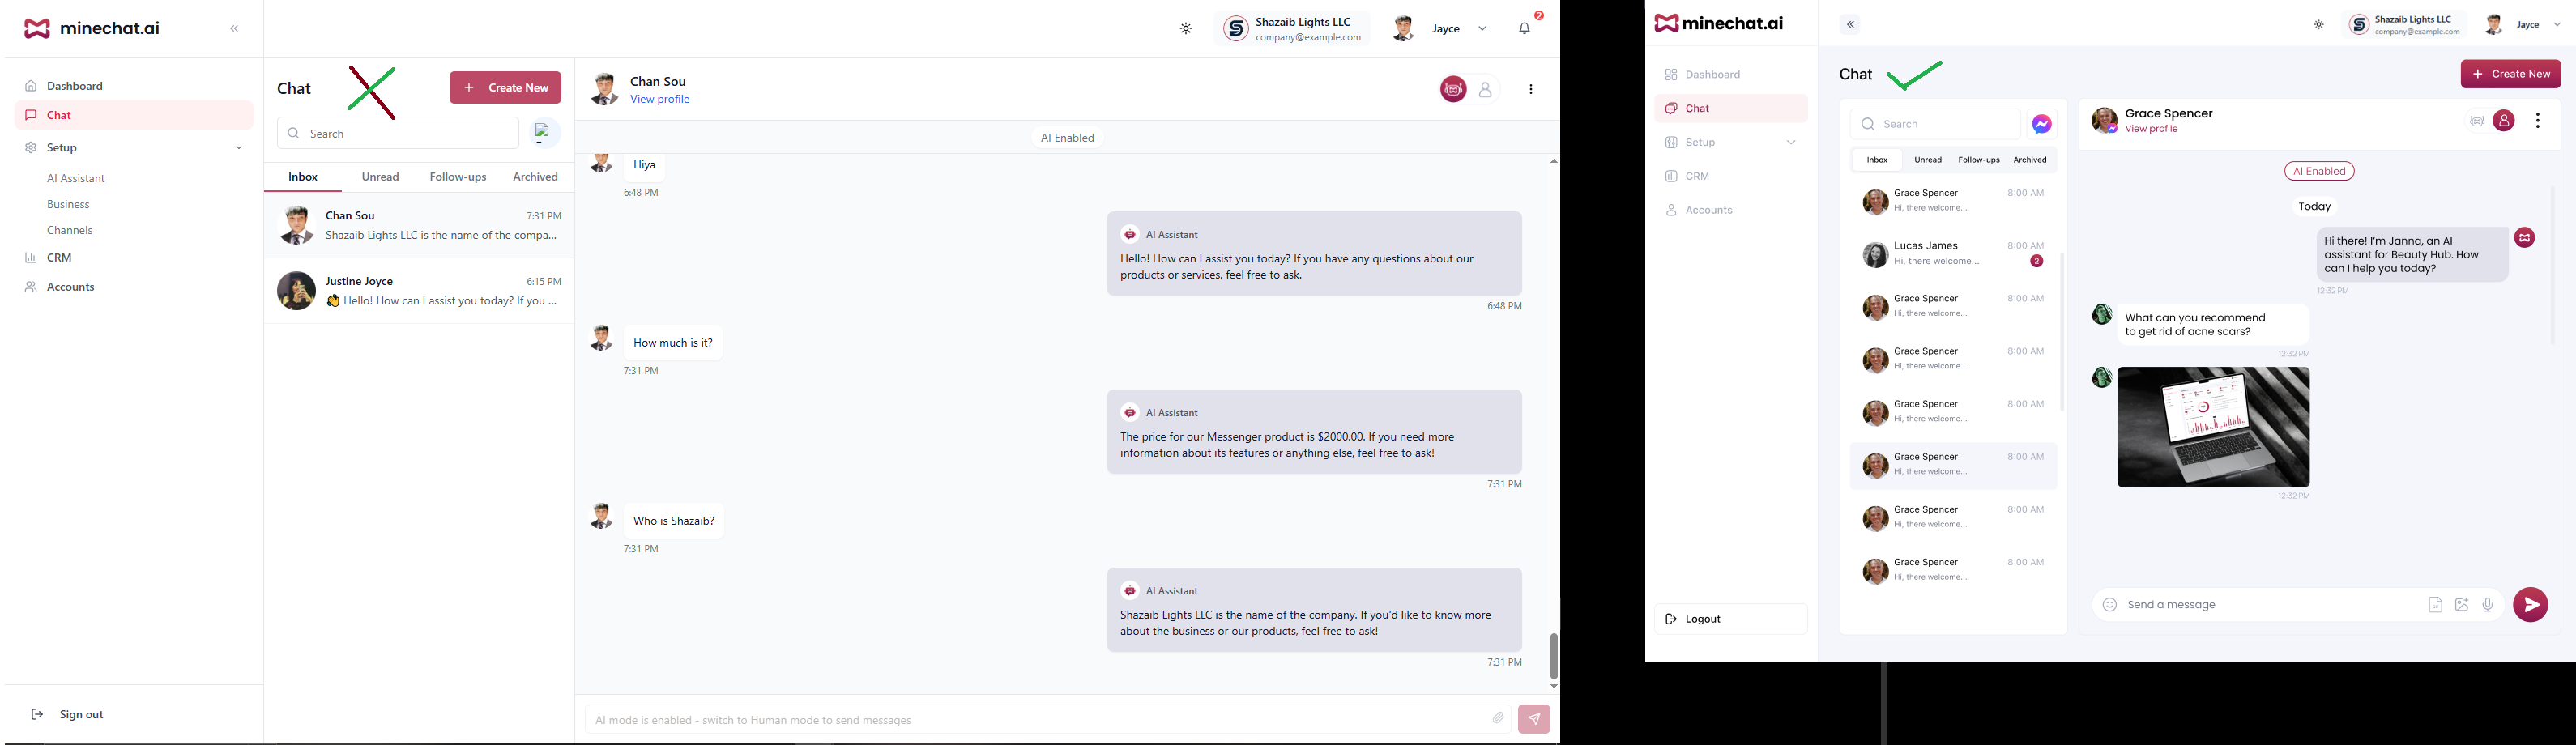 minechat.ai
Shazaib Lights LLC
company@example.com
Jayce
2
Dashboard
Chat
Setup
AI Assistant
Business
Channels
CRM
Accounts
Sign out
Chat
+ Create New
Search
Inbox Unread Follow-ups Archived
Chan Sou 7:31 PM
Shazaib Lights LLC is the name of the compa...
Justine Joyce 6:15 PM
👏 Hello! How can I assist you today? If you ...
Chan Sou
View profile
AI Enabled
Hiya
6:48 PM
AI Assistant
Hello! How can I assist you today? If you have any questions about our
products or services, feel free to ask.
6:48 PM
How much is it?
7:31 PM
AI Assistant
The price for our Messenger product is $2000.00. If you need more
information about its features or anything else, feel free to ask!
7:31 PM
Who is Shazaib?
7:31 PM
AI Assistant
Shazaib Lights LLC is the name of the company. If you'd like to know more
about the business or our products, feel free to ask!
7:31 PM
AI mode is enabled - switch to Human mode to send messages
minechat.ai
Shazaib Lights LLC
company@example.com
Jayce
Dashboard
Chat
Setup
CRM
Accounts
Logout
Chat
+ Create New
Search
Inbox Unread Follow-ups Archived
Grace Spencer 8:00 AM
Hi, there welcome...
Lucas James 8:00 AM
Hi, there welcome... 2
Grace Spencer 8:00 AM
Hi, there welcome...
Grace Spencer 8:00 AM
Hi, there welcome...
Grace Spencer 8:00 AM
Hi, there welcome...
Grace Spencer 8:00 AM
Hi, there welcome...
Grace Spencer 8:00 AM
Hi, there welcome...
Grace Spencer 8:00 AM
Hi, there welcome...
Grace Spencer
View profile
AI Enabled
Today
Hi there! I'm Janna, an AI
assistant for Beauty Hub. How
can I help you today?
12:32 PM
What can you recommend
to get rid of acne scars?
12:32 PM
12:32 PM
Send a message